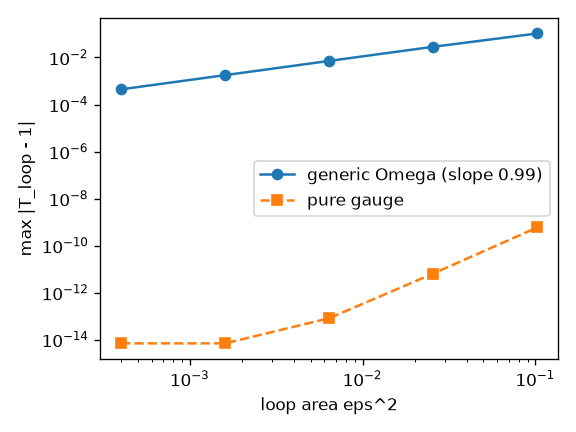 max |T_loop - 1|
10^-2
10^-4
10^-6
10^-8
10^-10
10^-12
10^-14
generic Omega (slope 0.99)
pure gauge
10^-3
10^-2
10^-1
loop area eps^2